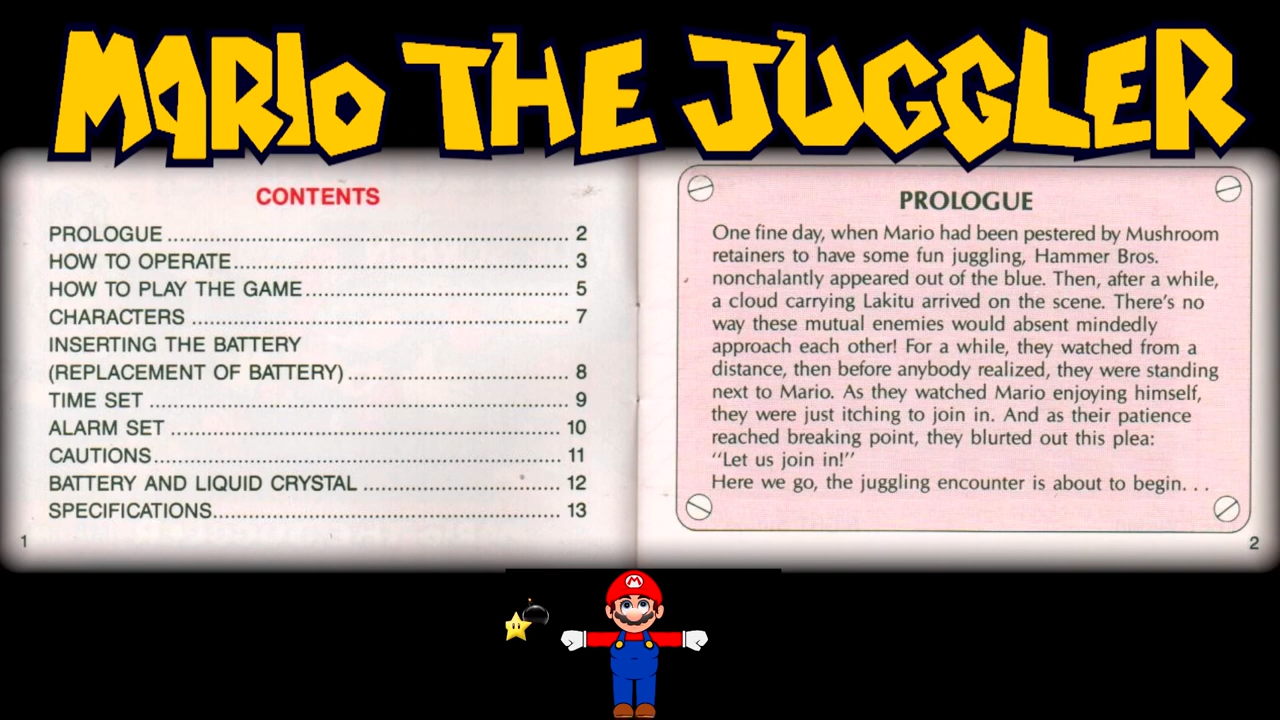 MARIO THE JUGGLER
CONTENTS
PROLOGUE ........................................................ 2
HOW TO OPERATE................................................ 3
HOW TO PLAY THE GAME...................................... 5
CHARACTERS ..................................................... 7
INSERTING THE BATTERY
(REPLACEMENT OF BATTERY) ................................ 8
TIME SET ........................................................... 9
ALARM SET ........................................................ 10
CAUTIONS.......................................................... 11
BATTERY AND LIQUID CRYSTAL ............................ 12
SPECIFICATIONS.................................................. 13
1
PROLOGUE
One fine day, when Mario had been pestered by Mushroom
retainers to have some fun juggling, Hammer Bros.
nonchalantly appeared out of the blue. Then, after a while,
a cloud carrying Lakitu arrived on the scene. There's no
way these mutual enemies would absent mindedly
approach each other! For a while, they watched from a
distance, then before anybody realized, they were standing
next to Mario. As they watched Mario enjoying himself,
they were just itching to join in. And as their patience
reached breaking point, they blurted out this plea:
‘‘Let us join in!’’
Here we go, the juggling encounter is about to begin. . .
2
M